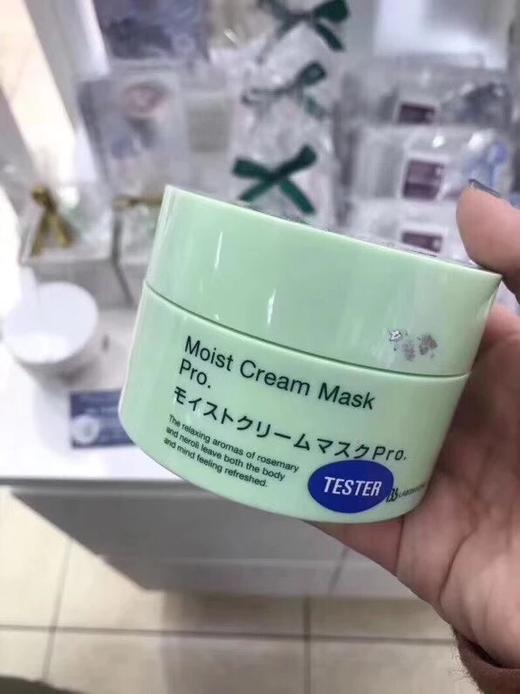 Moist Cream Mask
Pro.
モイストクリームマスクPro.
The relaxing aromas of rosemary
and neroli leave both the body
and mind feeling refreshed.
TESTER